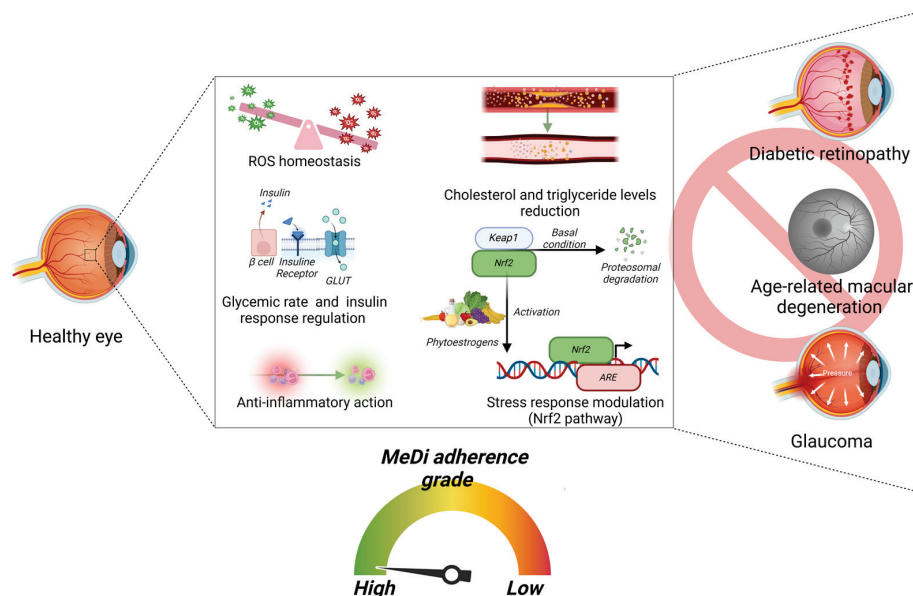 Healthy eye
ROS homeostasis
Insulin
β cell
Insuline
Receptor
GLUT
Glycemic rate and insulin
response regulation
Anti-inflammatory action
Cholesterol and triglyceride levels
reduction
Keap1
Nrf2
Basal
condition
Proteosomal
degradation
Activation
Phytoestrogens
Nrf2
ARE
Stress response modulation
(Nrf2 pathway)
Diabetic retinopathy
Age-related macular
degeneration
Pressure
Glaucoma
MeDi adherence
grade
High
Low